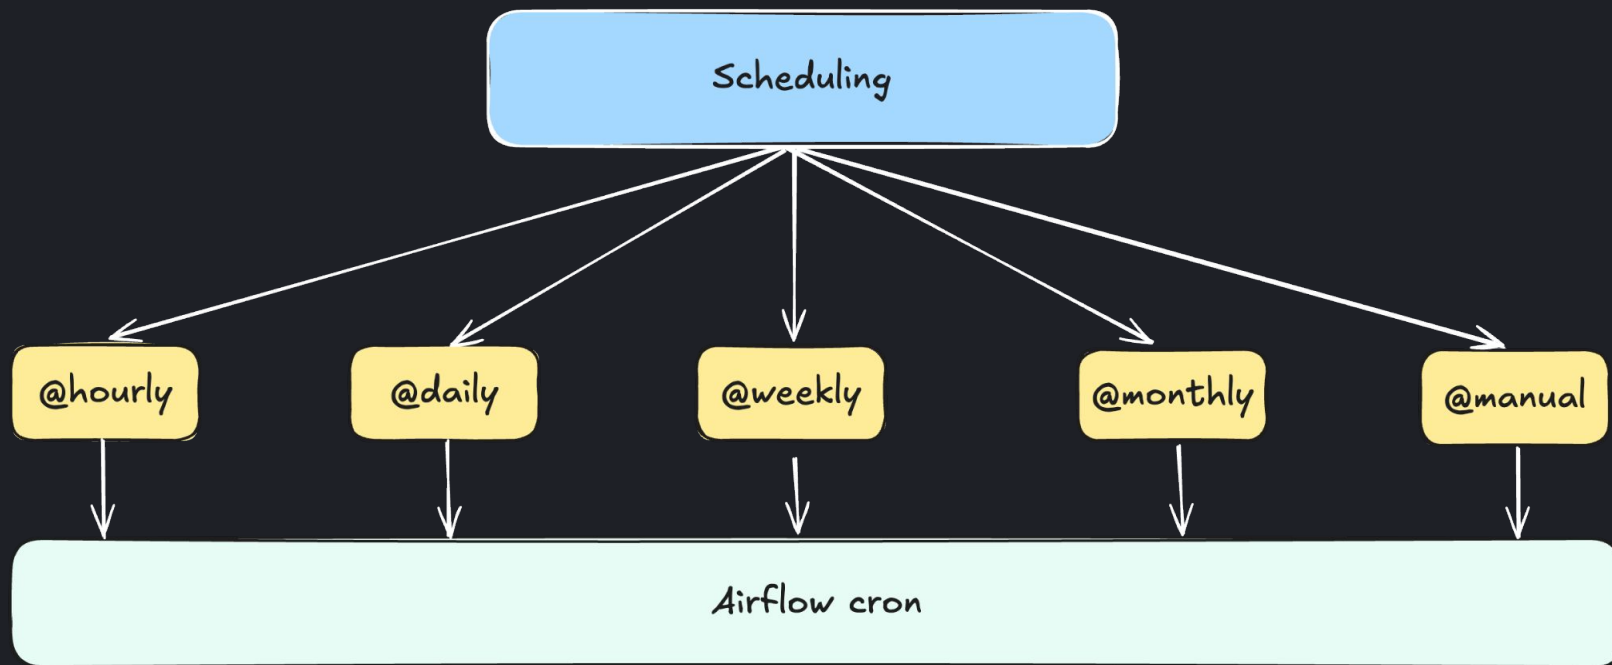 Scheduling
@hourly
@daily
@weekly
@monthly
@manual
Airflow cron